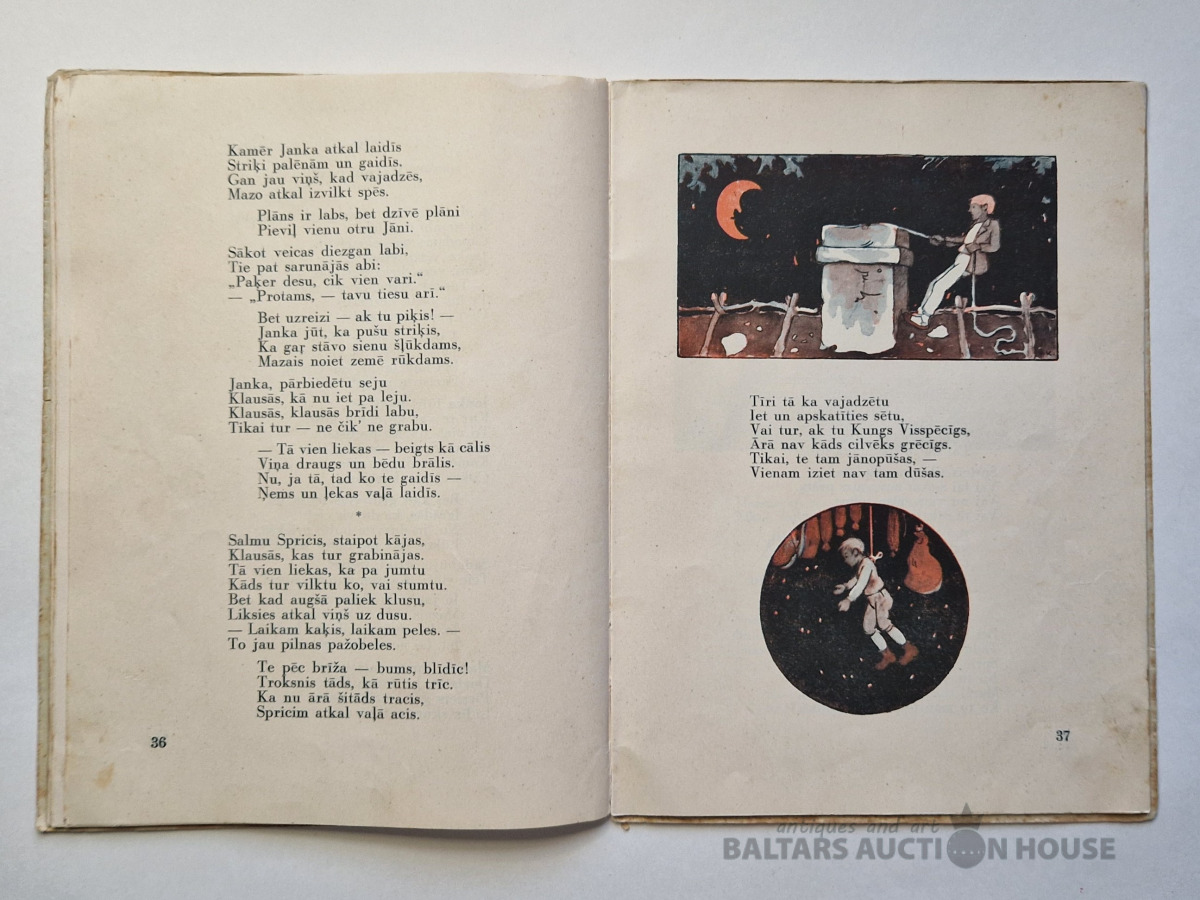 Kamēr Janka atkal laidīs
Striķi palēnām un gaidīs.
Gan jau viņš, kad vajadzēs,
Mazo atkal izvilkt spēs.
Plāns ir labs, bet dzīvē plāni
Pieviļ vienu otru Jāni.
Sākot veicas diezgan labi,
Tie pat sarunājās abi:
„Paķer desu, cik vien vari.“
— „Protams, — tavu tiesu arī.“
Bet uzreizi — ak tu piķis! —
Janka jūt, ka pušu striķis,
Ka gar stāvo sienu šļūkdams,
Mazais noiet zemē rūkdams.
Janka, pārbiedētu seju
Klausās, kā nu iet pa leju.
Klausās, klausās brīdi labu,
Tikai tur — ne čik’ ne grabu.
— Tā vien liekas — beigts kā cālis
Viņa draugs un bēdu brālis.
Nu, ja tā, tad ko te gaidīs —
Ņems un ļekas vaļā laidīs.
*
Salmu Spricis, staipot kājas,
Klausās, kas tur grabinājas.
Tā vien liekas, ka pa jumtu
Kāds tur vilktu ko, vai stumtu.
Bet kad augšā paliek klusu,
Liksies atkal viņš uz dusu.
— Laikam kaķis, laikam peles. —
To jau pilnas pažobeles.
Te pēc brīža — bums, blīdīc!
Troksnis tāds, kā rūtis trīc.
Ka nu ārā šitāds tracis,
Spricim atkal vaļā acis.
36
Tīri tā ka vajadzētu
Iet un apskatīties sētu,
Vai tur, ak tu Kungs Visspēcīgs,
Ārā nav kāds cilvēks grēcīgs.
Tikai, te tam jānopūšas, —
Vienam iziet nav tam dūšas.
37
antiques and art
BALTARS AUCTION HOUSE